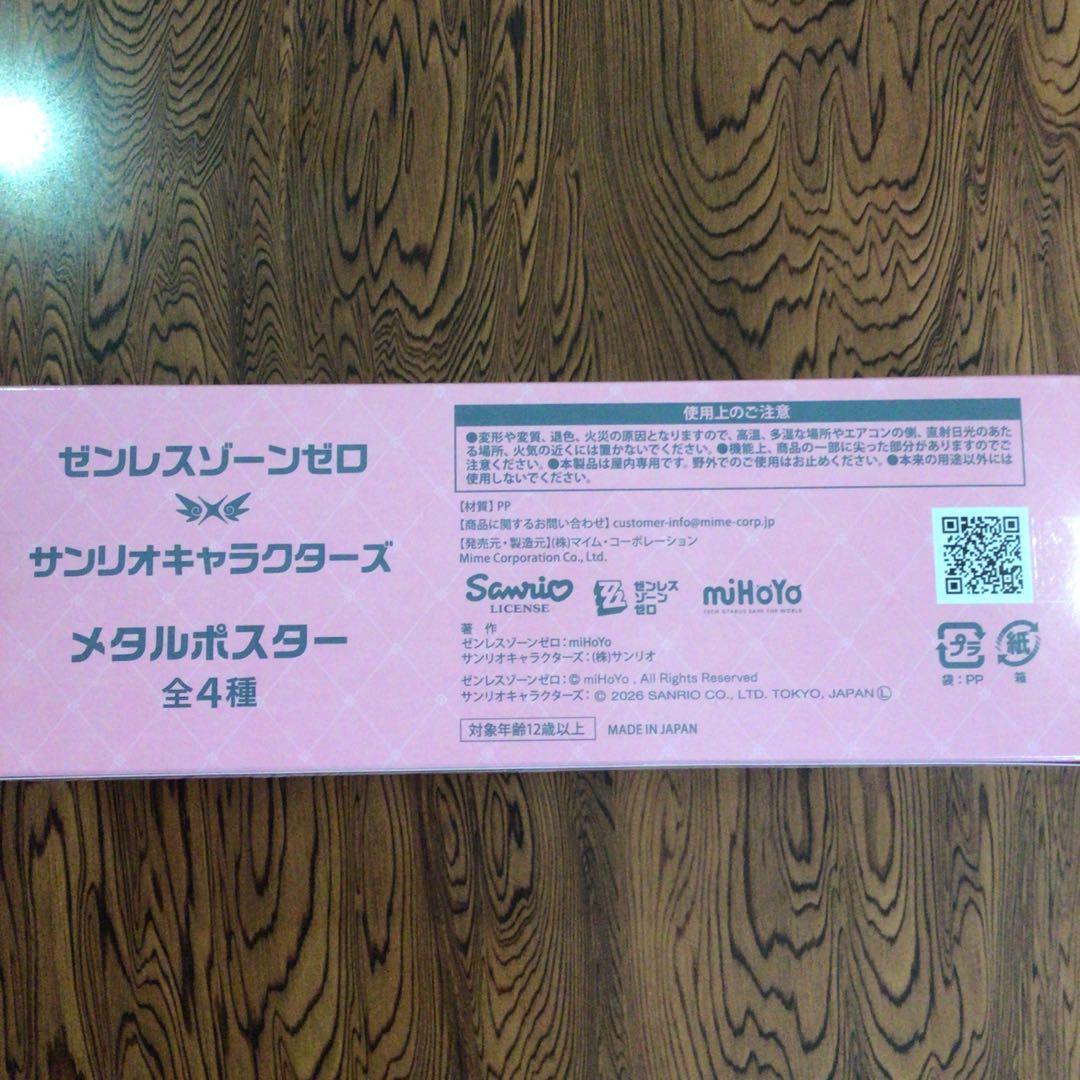 ゼンレスゾーンゼロ
×
サンリオキャラクターズ
メタルポスター
全4種
使用上のご注意
●変形や変質、退色、火災の原因となりますので、高温、多湿な場所やエアコンの側、直射日光のあた
る場所、火気の近くには置かないでください。●機能上、商品の一部に尖った部分がありますのでご
注意ください。●本製品は屋内専用です。野外でのご使用はお止めください。●本来の用途以外には
使用しないでください。
【材質】PP
【商品に関するお問い合わせ】customer-info@mime-corp.jp
【発売元・製造元】(株)マイム・コーポレーション
Mime Corporation Co., Ltd.
Sanrio
LICENSE
ゼンレス
ゾーン
ゼロ
miHoYo
TECH OTAKUS SAVE THE WORLD
著 作
ゼンレスゾーンゼロ:miHoYo
サンリオキャラクターズ:(株)サンリオ
ゼンレスゾーンゼロ:© miHoYo , All Rights Reserved
サンリオキャラクターズ:© 2026 SANRIO CO., LTD. TOKYO, JAPAN Ⓛ
対象年齢12歳以上 MADE IN JAPAN
プラ
袋:PP
紙
箱